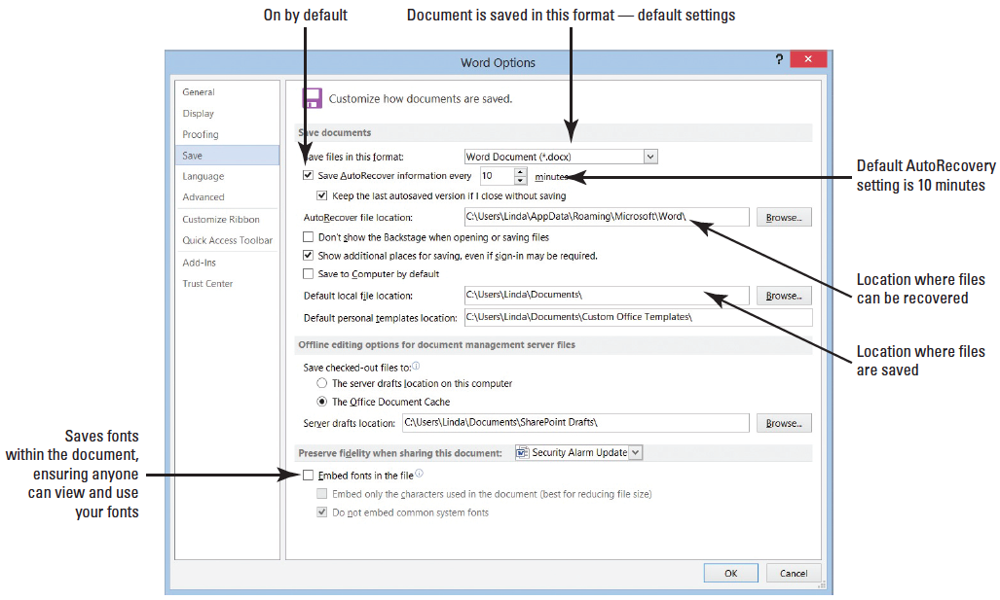 On by default
Document is saved in this format — default settings
Word Options
?
General
Display
Proofing
Save
Language
Advanced
Customize Ribbon
Quick Access Toolbar
Add-Ins
Trust Center
Customize how documents are saved.
Save documents
Save files in this format: Word Document (*.docx)
Save AutoRecover information every 10 minutes
Keep the last autosaved version if I close without saving
AutoRecover file location: C:\Users\Linda\AppData\Roaming\Microsoft\Word\ Browse...
Don't show the Backstage when opening or saving files
Show additional places for saving, even if sign-in may be required.
Save to Computer by default
Default local file location: C:\Users\Linda\Documents\ Browse...
Default personal templates location: C:\Users\Linda\Documents\Custom Office Templates\
Offline editing options for document management server files
Save checked-out files to:
The server drafts location on this computer
The Office Document Cache
Server drafts location: C:\Users\Linda\Documents\SharePoint Drafts\ Browse...
Preserve fidelity when sharing this document: Security Alarm Update
Embed fonts in the file
Embed only the characters used in the document (best for reducing file size)
Do not embed common system fonts
OK Cancel
Default AutoRecovery
setting is 10 minutes
Location where files
can be recovered
Location where files
are saved
Saves fonts
within the document,
ensuring anyone
can view and use
your fonts